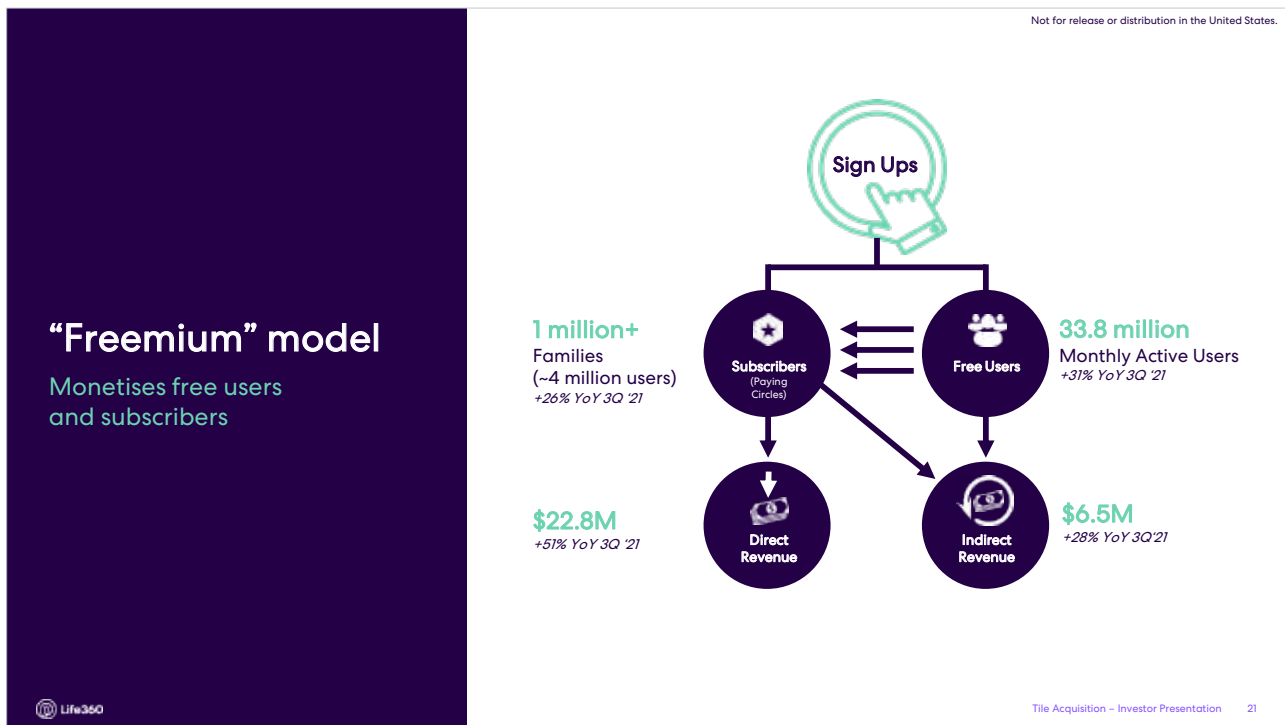 Not for release or distribution in the United States.
Sign Ups
“Freemium” model
Monetises free users
and subscribers
1 million+
Families
(~4 million users)
+26% YoY 3Q ‘21
Subscribers
(Paying
Circles)
Free Users
33.8 million
Monthly Active Users
+31% YoY 3Q ‘21
$22.8M
+51% YoY 3Q ‘21
Direct
Revenue
Indirect
Revenue
$6.5M
+28% YoY 3Q‘21
Life360
Tile Acquisition – Investor Presentation 21